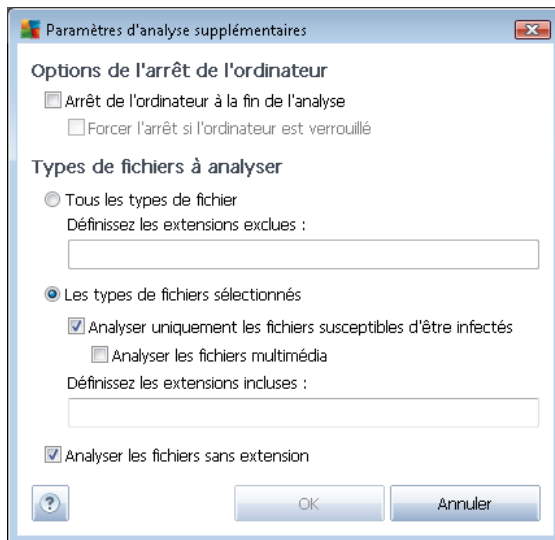 Paramètres d'analyse supplémentaires
Options de l'arrêt de l'ordinateur
Arrêt de l'ordinateur à la fin de l'analyse
Forcer l'arrêt si l'ordinateur est verrouillé
Types de fichiers à analyser
Tous les types de fichier
Définissez les extensions exclues :
Les types de fichiers sélectionnés
Analyser uniquement les fichiers susceptibles d'être infectés
Analyser les fichiers multimédia
Définissez les extensions incluses :
Analyser les fichiers sans extension
? OK Annuler